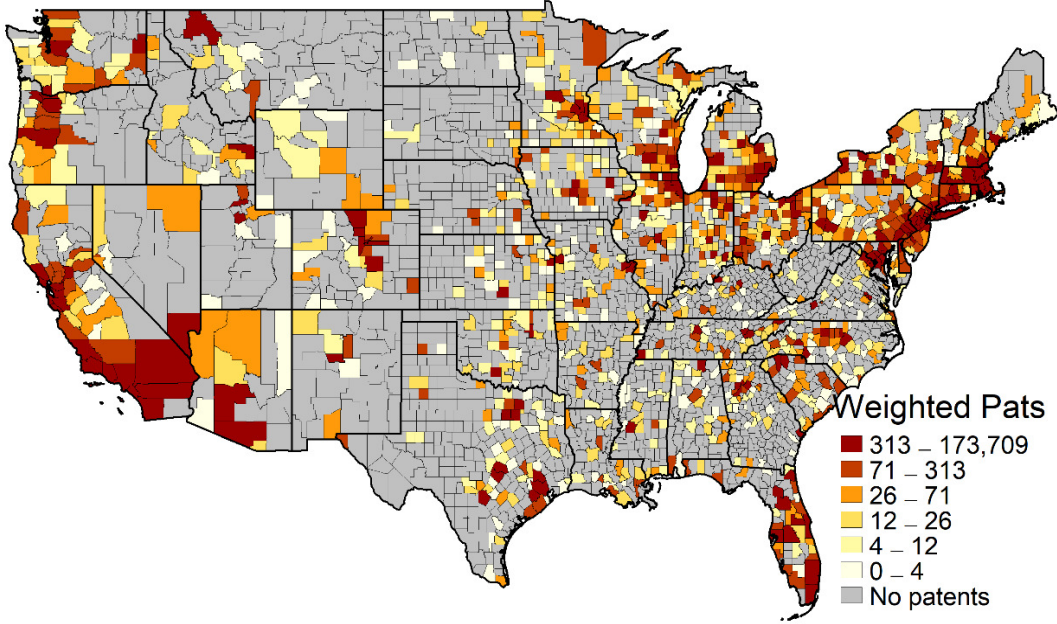 Weighted Pats
313 – 173,709
71 – 313
26 – 71
12 – 26
4 – 12
0 – 4
No patents